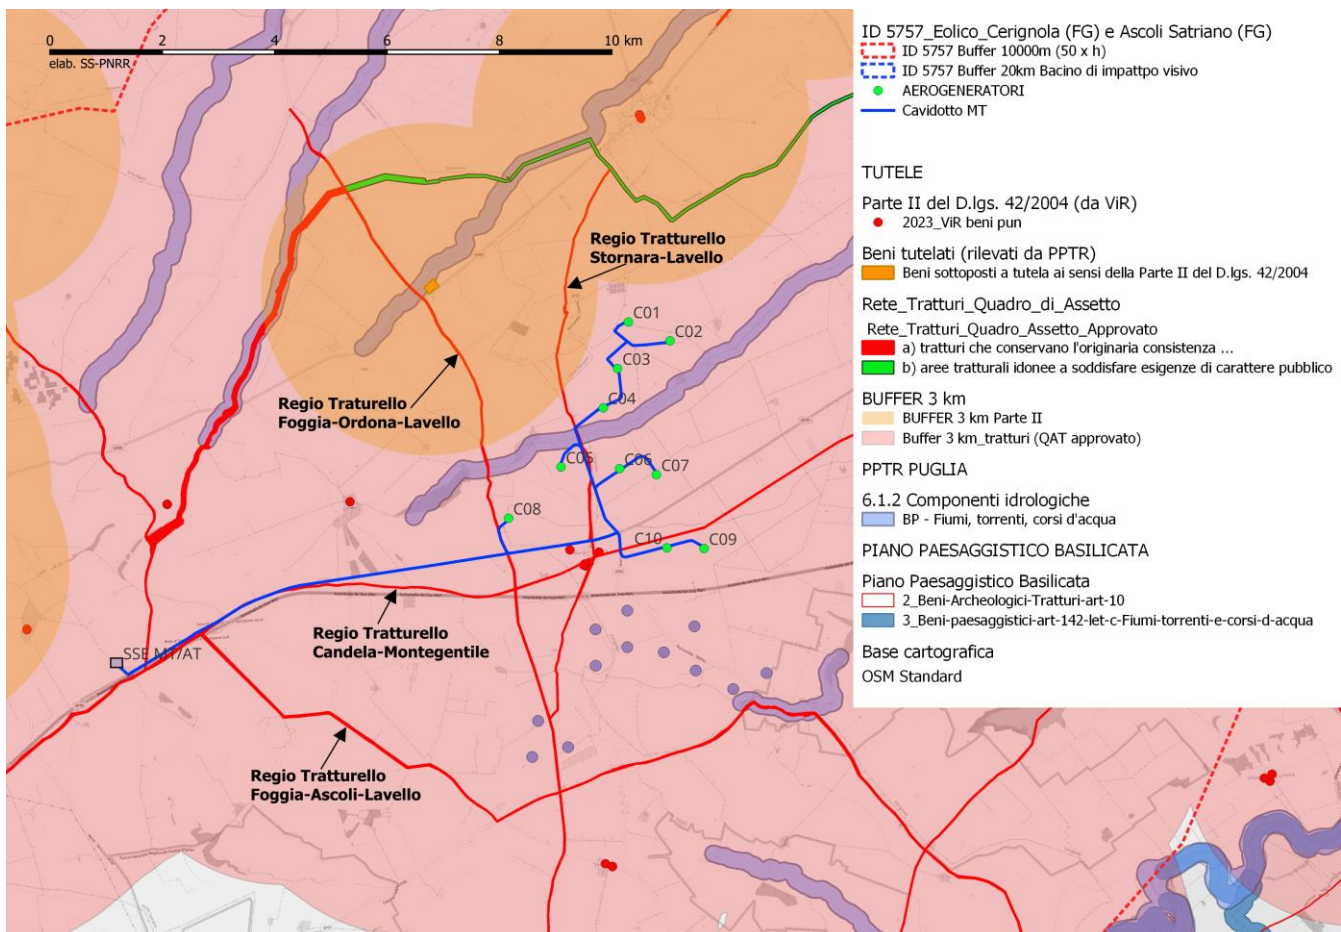 0 2 4 6 8 10 km
elab. SS-PNRR
Regio Tratturello
Stornara-Lavello
C01
C02
C03
Regio Traturello
Foggia-Ordona-Lavello
C04
C05
C06
C07
C08
C10
C09
Regio Tratturello
Candela-Montegentile
SSE MT/AT
Regio Tratturello
Foggia-Ascoli-Lavello
ID 5757_Eolico_Cerignola (FG) e Ascoli Satriano (FG)
ID 5757 Buffer 10000m (50 x h)
ID 5757 Buffer 20km Bacino di impattpo visivo
AEROGENERATORI
Cavidotto MT
TUTELE
Parte II del D.lgs. 42/2004 (da ViR)
2023_ViR beni pun
Beni tutelati (rilevati da PPTR)
Beni sottoposti a tutela ai sensi della Parte II del D.lgs. 42/2004
Rete_Tratturi_Quadro_di_Assetto
Rete_Tratturi_Quadro_Assetto_Approvato
a) tratturi che conservano l'originaria consistenza ...
b) aree tratturali idonee a soddisfare esigenze di carattere pubblico
BUFFER 3 km
BUFFER 3 km Parte II
Buffer 3 km_tratturi (QAT approvato)
PPTR PUGLIA
6.1.2 Componenti idrologiche
BP - Fiumi, torrenti, corsi d'acqua
PIANO PAESAGGISTICO BASILICATA
Piano Paesaggistico Basilicata
2_Beni-Archeologici-Tratturi-art-10
3_Beni-paesaggistici-art-142-let-c-Fiumi-torrenti-e-corsi-d-acqua
Base cartografica
OSM Standard